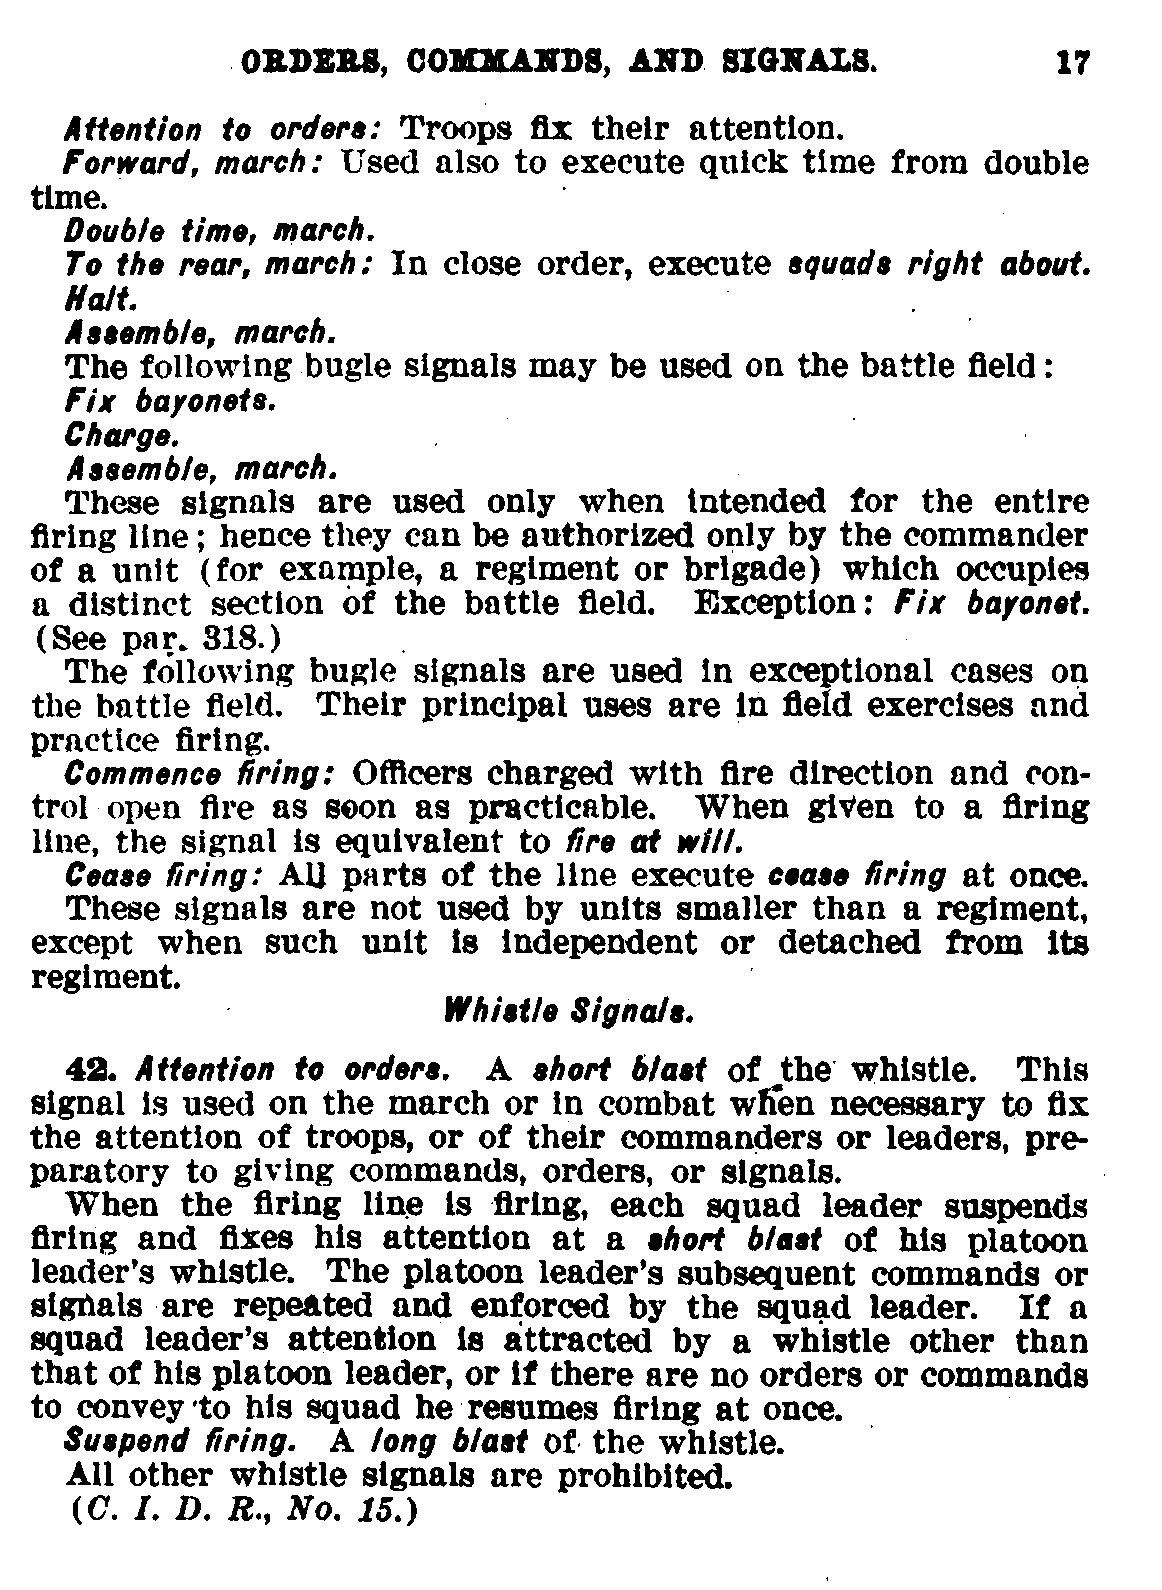 ORDERS, COMMANDS, AND SIGNALS. 17
Attention to orders: Troops fix their attention.
Forward, march: Used also to execute quick time from double
time.
Double time, march.
To the rear, march: In close order, execute squads right about.
Halt.
Assemble, march.
The following bugle signals may be used on the battle field:
Fix bayonets.
Charge.
Assemble, march.
These signals are used only when intended for the entire
firing line; hence they can be authorized only by the commander
of a unit (for example, a regiment or brigade) which occupies
a distinct section of the battle field. Exception: Fix bayonet.
(See par. 318.)
The following bugle signals are used in exceptional cases on
the battle field. Their principal uses are in field exercises and
practice firing.
Commence firing: Officers charged with fire direction and con-
trol open fire as soon as practicable. When given to a firing
line, the signal is equivalent to fire at will.
Cease firing: All parts of the line execute cease firing at once.
These signals are not used by units smaller than a regiment,
except when such unit is independent or detached from its
regiment.
Whistle Signals.
42. Attention to orders. A short blast of the whistle. This
signal is used on the march or in combat when necessary to fix
the attention of troops, or of their commanders or leaders, pre-
paratory to giving commands, orders, or signals.
When the firing line is firing, each squad leader suspends
firing and fixes his attention at a short blast of his platoon
leader's whistle. The platoon leader's subsequent commands or
signals are repeated and enforced by the squad leader. If a
squad leader's attention is attracted by a whistle other than
that of his platoon leader, or if there are no orders or commands
to convey to his squad he resumes firing at once.
Suspend firing. A long blast of the whistle.
All other whistle signals are prohibited.
(C. I. D. R., No. 15.)